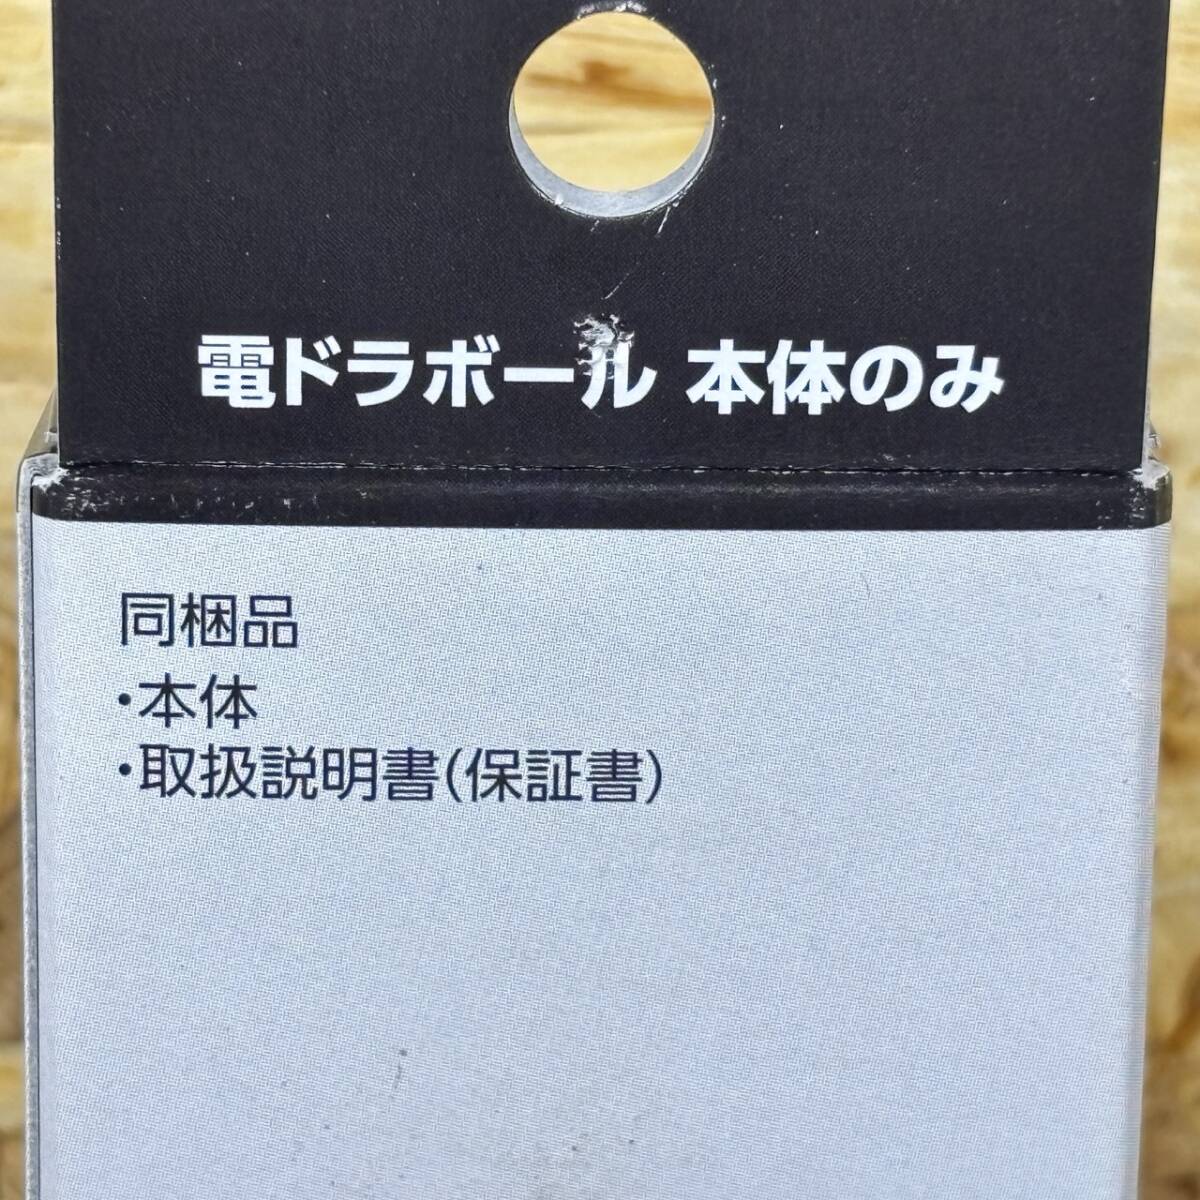 電ドラボール 本体のみ
同梱品
・本体
・取扱説明書(保証書)